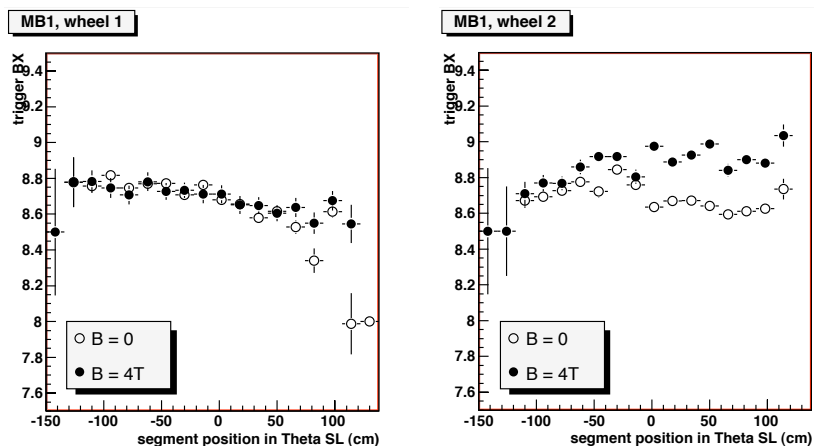 MB1, wheel 1
trigger BX
9.4
9.2
9
8.8
8.6
8.4
8.2
8
7.8
7.6
B = 0
B = 4T
-150 -100 -50 0 50 100
segment position in Theta SL (cm)
MB1, wheel 2
trigger BX
9.4
9.2
9
8.8
8.6
8.4
8.2
8
7.8
7.6
B = 0
B = 4T
-150 -100 -50 0 50 100
segment position in Theta SL (cm)